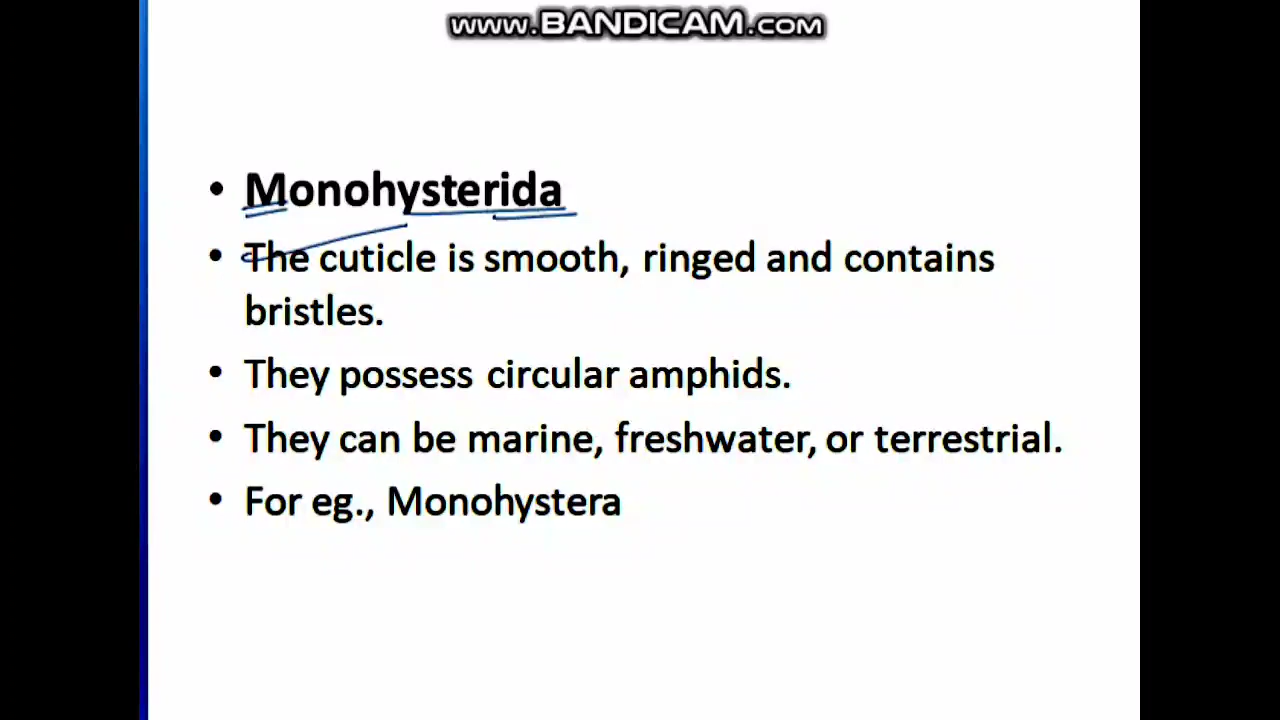 www.BANDICAM.com
• Monohysterida
• The cuticle is smooth, ringed and contains
bristles.
• They possess circular amphids.
• They can be marine, freshwater, or terrestrial.
• For eg., Monohystera